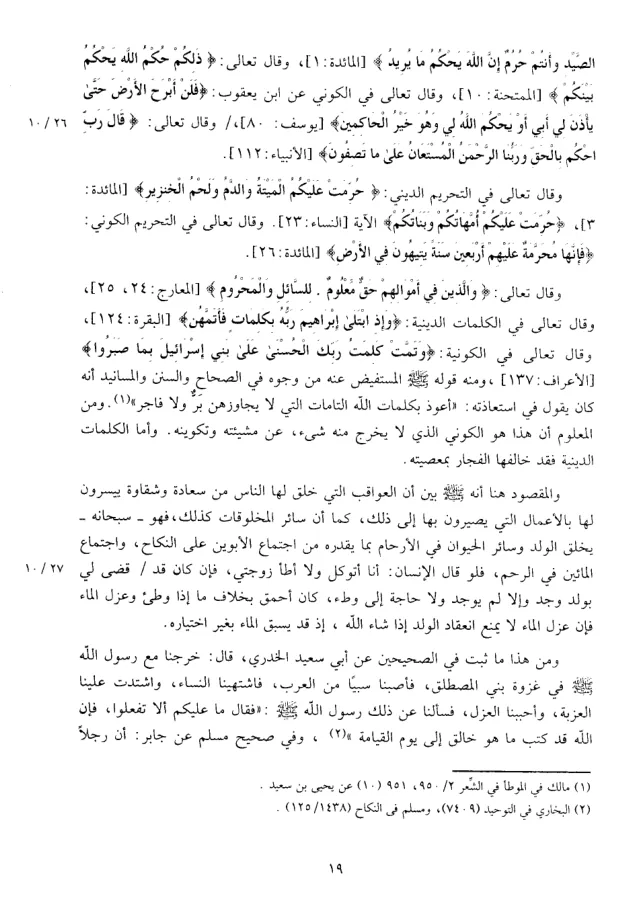 الصَّيْدِ وأَنتُمْ حُرُمٌ إِنَّ اللَّهَ يَحْكُمُ مَا يُرِيدُ﴾ [المائدة: ١]، وقال تعالى: ﴿ ذَلِكُمْ حُكْمُ اللَّهِ يَحْكُمُ
بَيْنَكُمْ ﴾ [الممتحنة: ١٠]، وقال تعالى في الكوني عن ابن يعقوب: ﴿فَلَنْ أَبْرَحَ الأَرْضَ حَتَّىٰ
١٠/٢٦ يَأْذَنَ لِي أَبِي أَوْ يَحْكُمَ اللَّهُ لِي وَهُوَ خَيْرُ الْحَاكِمِينَ﴾ [يوسف: ٨٠]،/ وقال تعالى: ﴿ قَالَ رَبِّ
احْكُم بِالْحَقِّ وَرَبُّنَا الرَّحْمَنُ الْمُسْتَعَانُ عَلَىٰ مَا تَصِفُونَ﴾ [الأنبياء: ١١٢].
وقال تعالى في التحريم الديني: ﴿ حُرِّمَتْ عَلَيْكُمُ الْمَيْتَةُ وَالدَّمُ وَلَحْمُ الْخِنزِيرِ ﴾ [المائدة:
٣]، ﴿حُرِّمَتْ عَلَيْكُمْ أُمَّهَاتُكُمْ وَبَنَاتُكُمْ﴾ الآية [النساء: ٢٣]. وقال تعالى في التحريم الكوني:
﴿فَإِنَّهَا مُحَرَّمَةٌ عَلَيْهِمْ أَرْبَعِينَ سَنَةً يَتِيهُونَ فِي الأَرْضِ﴾ [المائدة: ٢٦].
وقال تعالى: ﴿ وَالَّذِينَ فِي أَمْوَالِهِمْ حَقٌّ مَّعْلُومٌ . لِلسَّائِلِ وَالْمَحْرُومِ ﴾ [المعارج: ٢٤، ٢٥]،
وقال تعالى في الكلمات الدينية: ﴿وَإِذِ ابْتَلَىٰ إِبْرَاهِيمَ رَبُّهُ بِكَلِمَاتٍ فَأَتَمَّهُنَّ﴾ [البقرة: ١٢٤]،
وقال تعالى في الكونية: ﴿وَتَمَّتْ كَلِمَتُ رَبِّكَ الْحُسْنَىٰ عَلَىٰ بَنِي إِسْرَائِيلَ بِمَا صَبَرُوا﴾
[الأعراف: ١٣٧] ،ومنه قوله ﷺ المستفيض عنه من وجوه في الصحاح والسنن والمسانيد أنه
كان يقول في استعاذته: «أعوذ بكلمات الله التامات التي لا يجاوزهن بَرٌّ ولا فاجر»(١). ومن
المعلوم أن هذا هو الكوني الذي لا يخرج منه شىء، عن مشيئته وتكوينه. وأما الكلمات
الدينية فقد خالفها الفجار بمعصيته.
والمقصود هنا أنه ﷺ بين أن العواقب التي خلق لها الناس من سعادة وشقاوة ييسرون
لها بالأعمال التي يصيرون بها إلى ذلك، كما أن سائر المخلوقات كذلك،فهو ـ سبحانه ـ
يخلق الولد وسائر الحيوان في الأرحام بما يقدره من اجتماع الأبوين على النكاح، واجتماع
١٠/٢٧ المائين في الرحم، فلو قال الإنسان: أنا أتوكل ولا أطأ زوجتي، فإن كان قد / قضى لي
بولد وجد وإلا لم يوجد ولا حاجة إلى وطء، كان أحمق بخلاف ما إذا وطئ وعزل الماء
فإن عزل الماء لا يمنع انعقاد الولد إذا شاء الله ، إذ قد يسبق الماء بغير اختياره.
ومن هذا ما ثبت في الصحيحين عن أبي سعيد الخدري، قال: خرجنا مع رسول الله
ﷺ في غزوة بني المصطلق، فأصبنا سبيًا من العرب، فاشتهينا النساء، واشتدت علينا
العزبة، وأحببنا العزل، فسألنا عن ذلك رسول الله ﷺ :«فقال ما عليكم ألا تفعلوا، فإن
الله قد كتب ما هو خالق إلى يوم القيامة »(٢) ، وفي صحيح مسلم عن جابر: أن رجلاً
(١) مالك في الموطأ في الشَّعر ٢/ ٩٥٠، ٩٥١ (١٠) عن يحيى بن سعيد .
(٢) البخاري في التوحيد (٧٤٠٩)، ومسلم فى النكاح (١٢٥/١٤٣٨) .
١٩